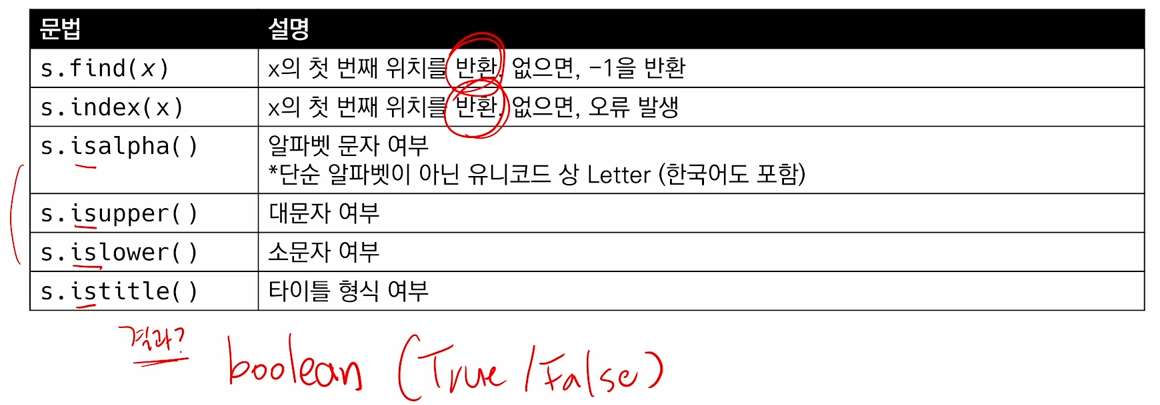 문법 설명
s.find(x) x의 첫 번째 위치를 반환. 없으면, -1을 반환
s.index(x) x의 첫 번째 위치를 반환. 없으면, 오류 발생
s.isalpha() 알파벳 문자 여부
*단순 알파벳이 아닌 유니코드 상 Letter (한국어도 포함)
s.isupper() 대문자 여부
s.islower() 소문자 여부
s.istitle() 타이틀 형식 여부
결과?
boolean (True/False)